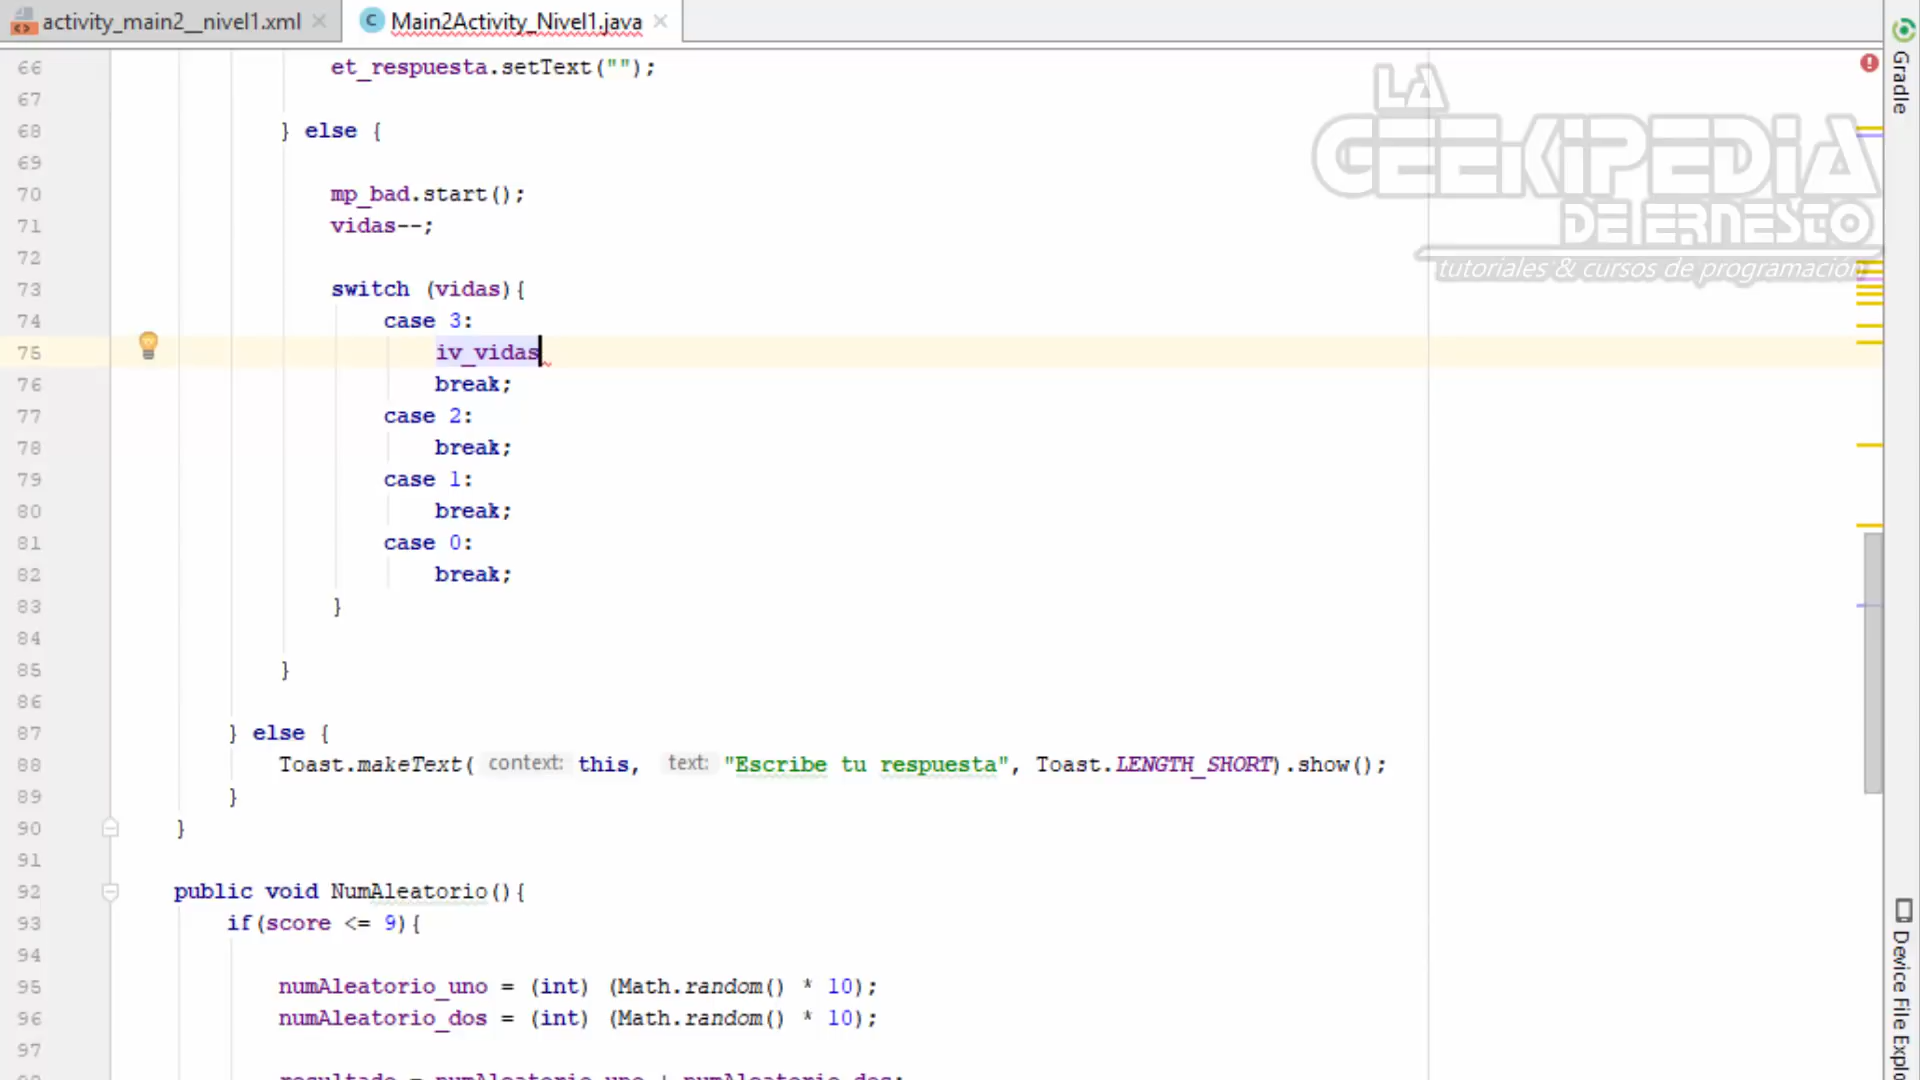 activity_main2__nivel1.xml
Main2Activity_Nivel1.java
66 et_respuesta.setText("");
67
68 } else {
69
70 mp_bad.start();
71 vidas--;
72
73 switch (vidas){
74 case 3:
75 iv_vidas
76 break;
77 case 2:
78 break;
79 case 1:
80 break;
81 case 0:
82 break;
83 }
84
85 }
86
87 } else {
88 Toast.makeText( context: this, text: "Escribe tu respuesta", Toast.LENGTH_SHORT).show();
89 }
90 }
91
92 public void NumAleatorio(){
93 if(score <= 9){
94
95 numAleatorio_uno = (int) (Math.random() * 10);
96 numAleatorio_dos = (int) (Math.random() * 10);
97
98 resultado = numAleatorio_uno + numAleatorio_dos;
LA
GEEKIPEDIA
DE ERNESTO
tutoriales & cursos de programación
Gradle
Device File Explo